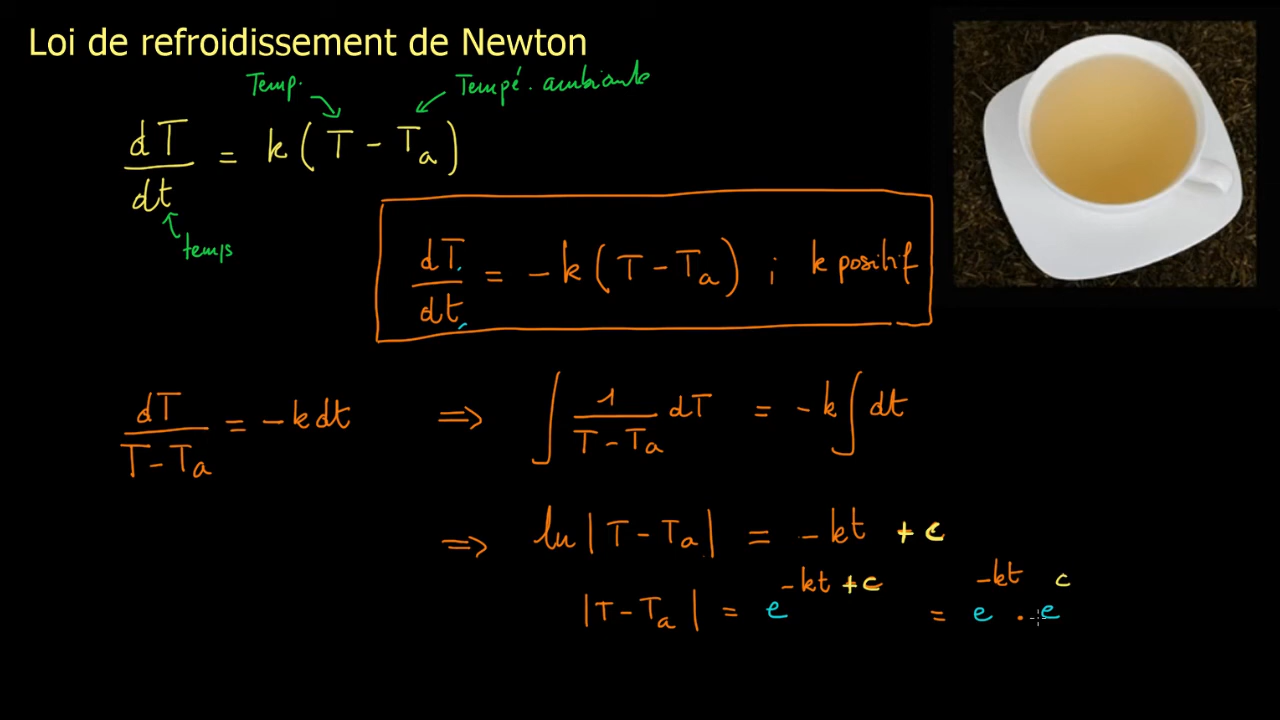 Loi de refroidissement de Newton
Temp. Tempé. ambiante
dT/dt = k(T - Ta)
temps
dT/dt = -k(T - Ta) ; k positif
dT/(T - Ta) = -k dt ⇒ ∫ 1/(T - Ta) dT = -k ∫ dt
⇒ ln|T - Ta| = -kt + c
|T - Ta| = e^(-kt + c) = e^(-kt) . e^c